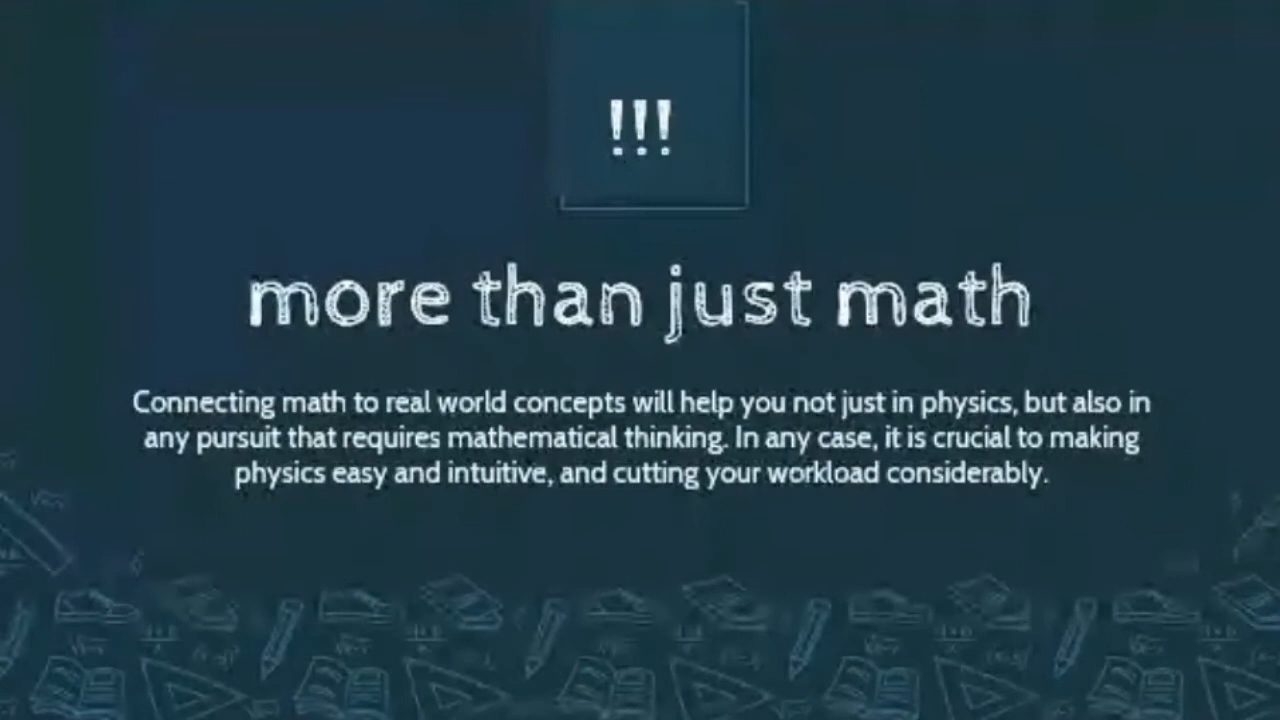 !!!
more than just math
Connecting math to real world concepts will help you not just in physics, but also in
any pursuit that requires mathematical thinking. In any case, it is crucial to making
physics easy and intuitive, and cutting your workload considerably.